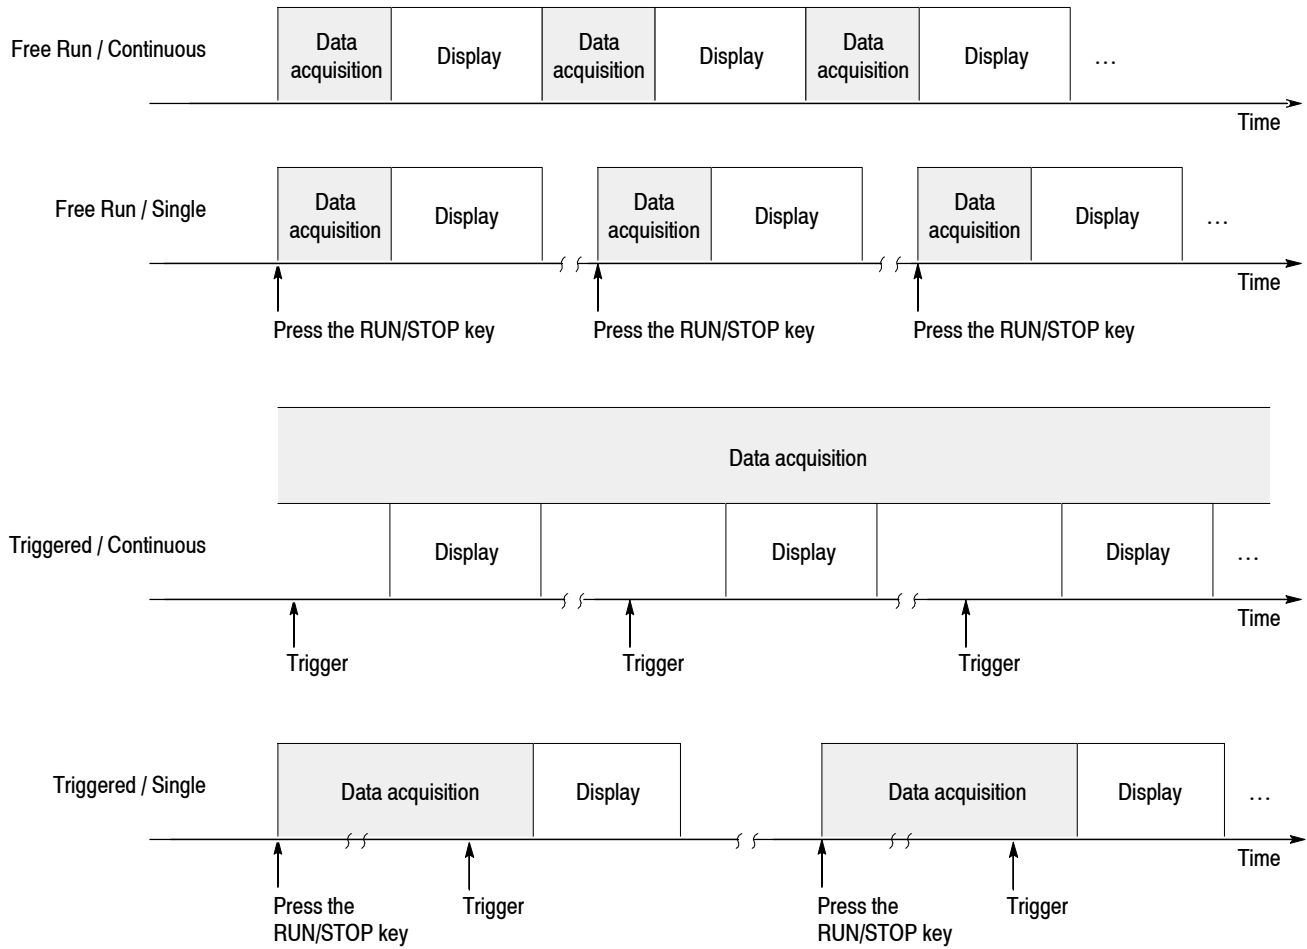 Free Run / Continuous
Data
acquisition
Display
Data
acquisition
Display
Data
acquisition
Display
...
Time
Free Run / Single
Data
acquisition
Display
Data
acquisition
Display
Data
acquisition
Display
...
Time
Press the RUN/STOP key
Press the RUN/STOP key
Press the RUN/STOP key
Data acquisition
Triggered / Continuous
Display
Display
Display
...
Time
Trigger
Trigger
Trigger
Triggered / Single
Data acquisition
Display
Data acquisition
Display
...
Time
Press the
RUN/STOP key
Trigger
Press the
RUN/STOP key
Trigger